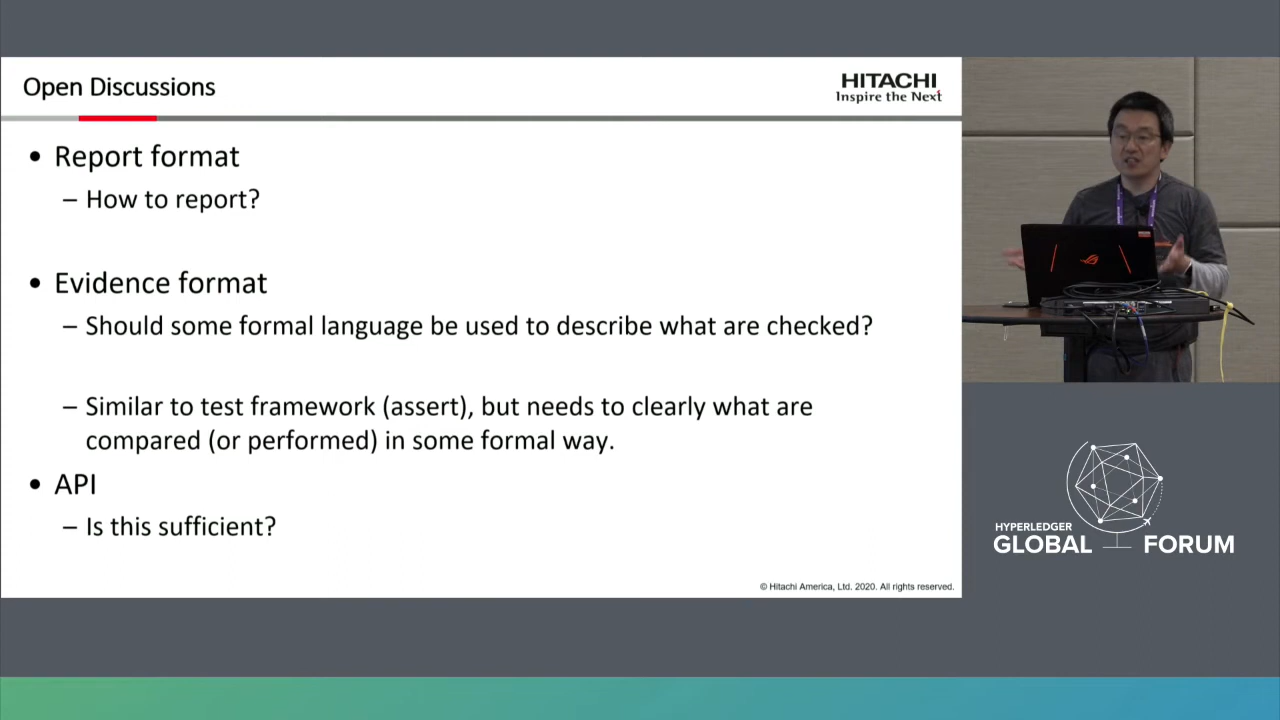 Open Discussions
HITACHI
Inspire the Next
• Report format
– How to report?
• Evidence format
– Should some formal language be used to describe what are checked?
– Similar to test framework (assert), but needs to clearly what are
compared (or performed) in some formal way.
• API
– Is this sufficient?
© Hitachi America, Ltd. 2020. All rights reserved.
HYPERLEDGER
GLOBAL FORUM